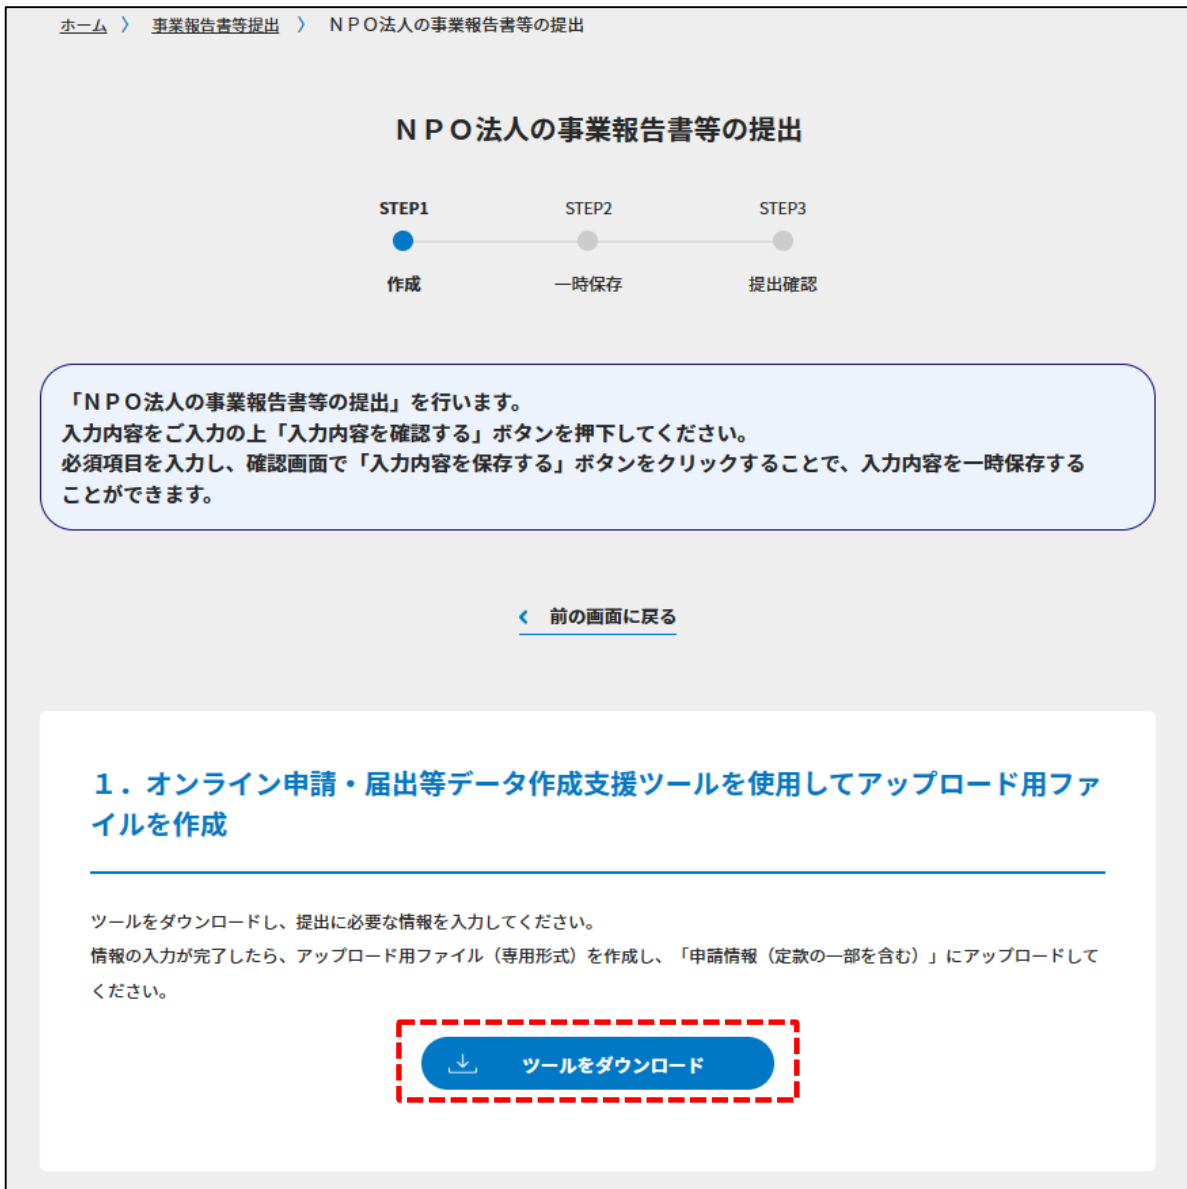 ホーム 〉 事業報告書等提出 〉 ＮＰＯ法人の事業報告書等の提出
ＮＰＯ法人の事業報告書等の提出
STEP1 STEP2 STEP3
作成 一時保存 提出確認
「ＮＰＯ法人の事業報告書等の提出」を行います。
入力内容をご入力の上「入力内容を確認する」ボタンを押下してください。
必須項目を入力し、確認画面で「入力内容を保存する」ボタンをクリックすることで、入力内容を一時保存する
ことができます。
前の画面に戻る
１．オンライン申請・届出等データ作成支援ツールを使用してアップロード用ファ
イルを作成
ツールをダウンロードし、提出に必要な情報を入力してください。
情報の入力が完了したら、アップロード用ファイル（専用形式）を作成し、「申請情報（定款の一部を含む）」にアップロードして
ください。
ツールをダウンロード